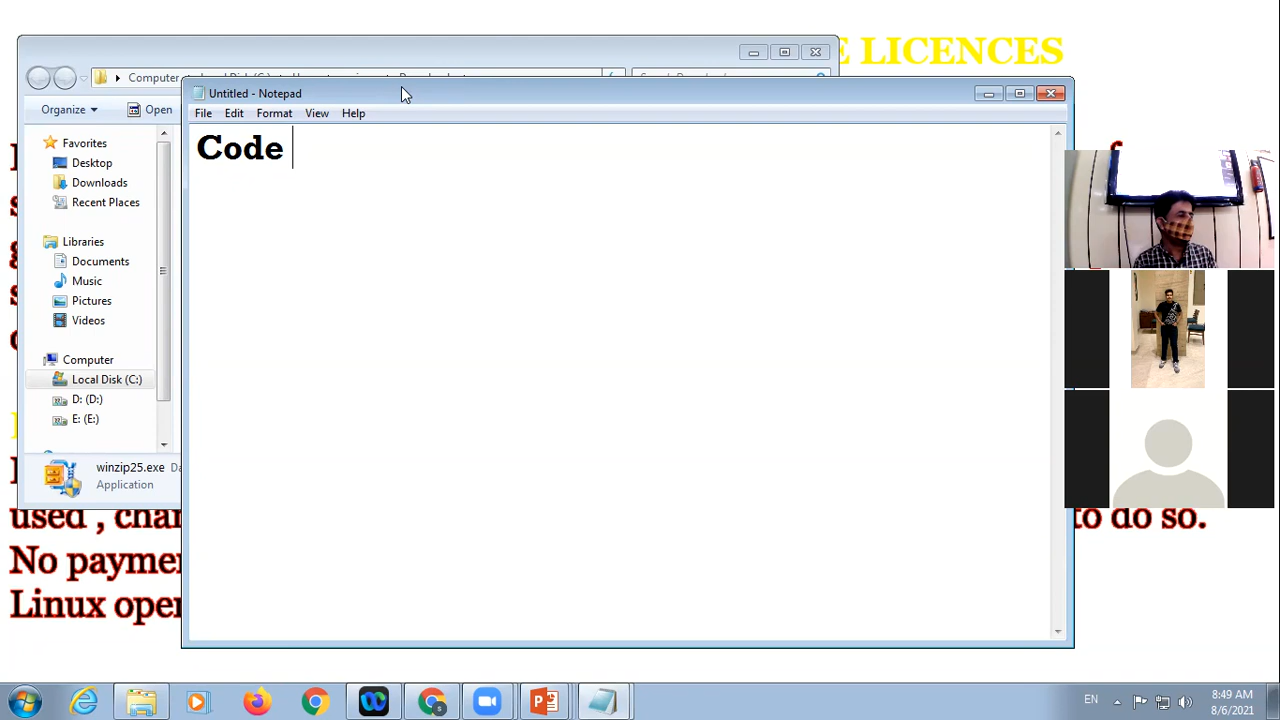 E LICENCES
Computer
Organize
Open
Favorites
Desktop
Downloads
Recent Places
Libraries
Documents
Music
Pictures
Videos
Computer
Local Disk (C:)
D: (D:)
E: (E:)
winzip25.exe Da
Application
Untitled - Notepad
File Edit Format View Help
Code
used , char
to do so.
No paymen
Linux oper
EN
8:49 AM
8/6/2021